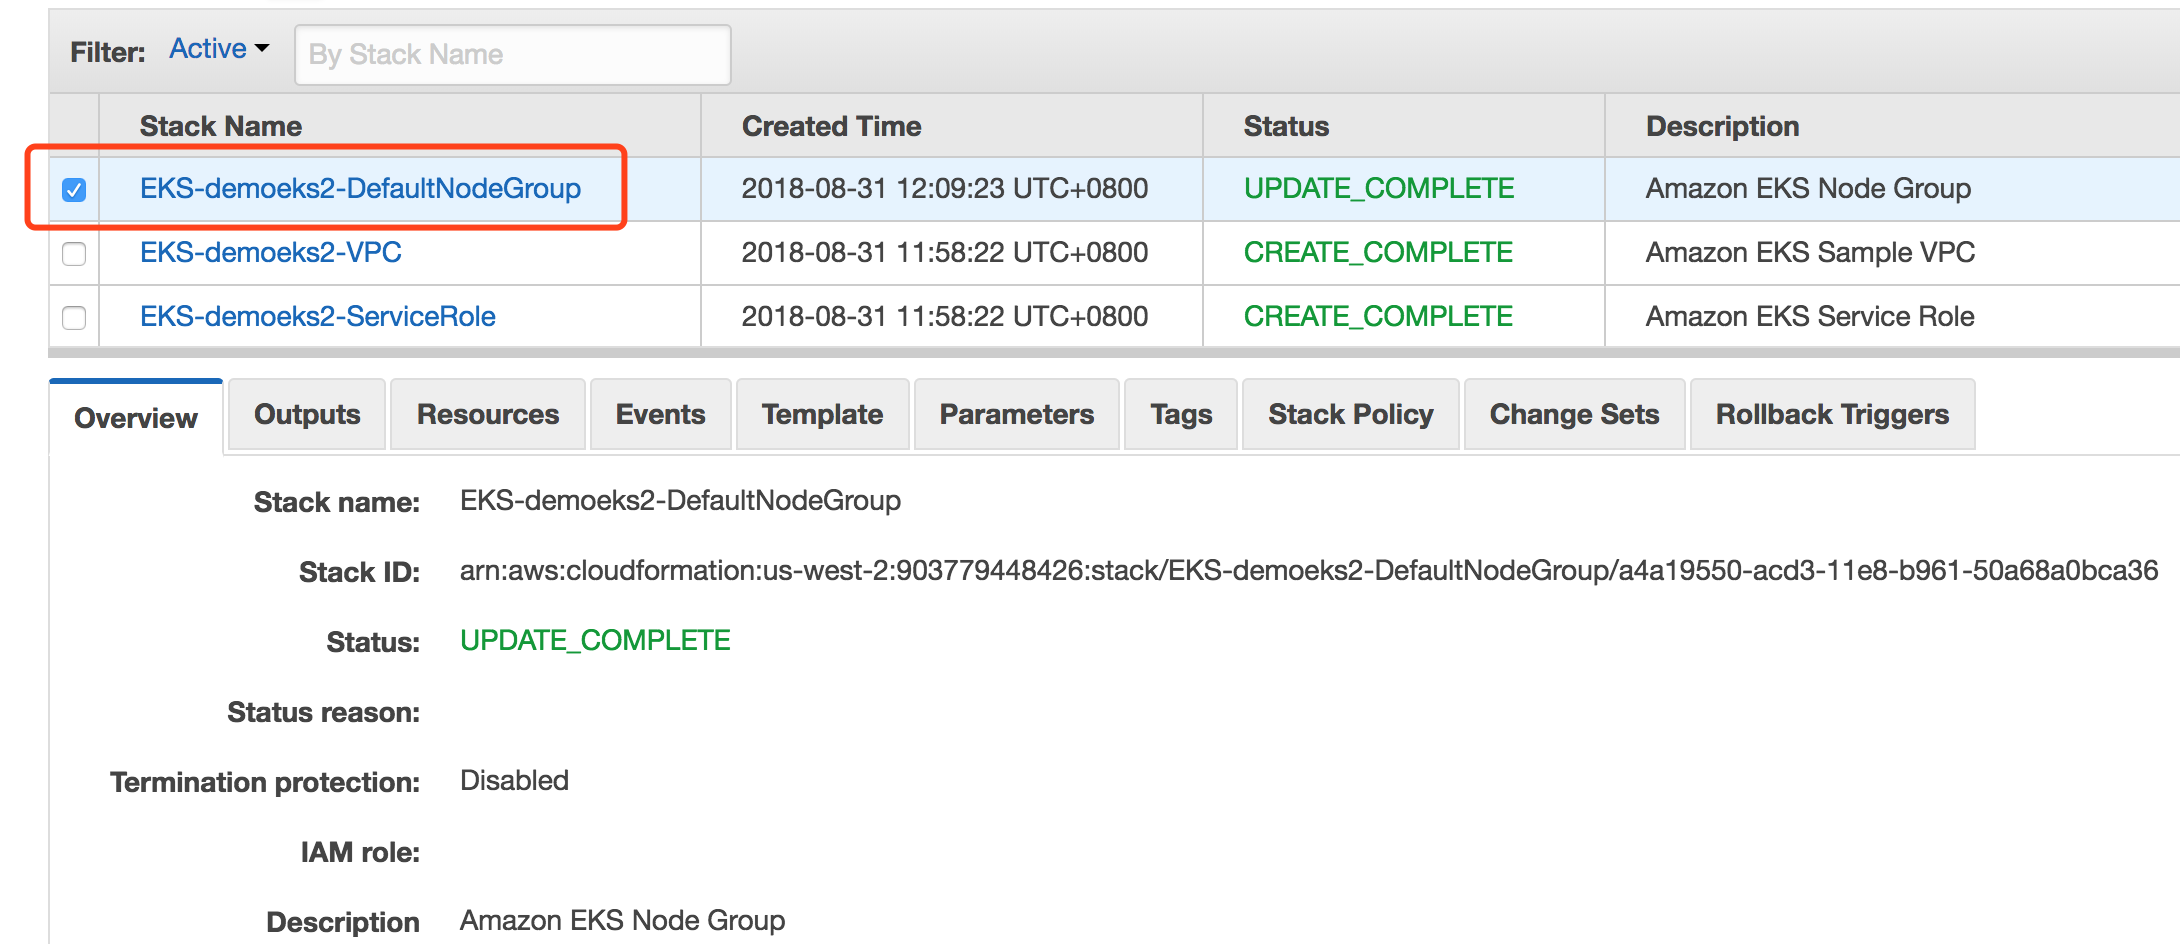 Filter: Active By Stack Name
Stack Name Created Time Status Description
EKS-demoeks2-DefaultNodeGroup 2018-08-31 12:09:23 UTC+0800 UPDATE_COMPLETE Amazon EKS Node Group
EKS-demoeks2-VPC 2018-08-31 11:58:22 UTC+0800 CREATE_COMPLETE Amazon EKS Sample VPC
EKS-demoeks2-ServiceRole 2018-08-31 11:58:22 UTC+0800 CREATE_COMPLETE Amazon EKS Service Role
Overview Outputs Resources Events Template Parameters Tags Stack Policy Change Sets Rollback Triggers
Stack name: EKS-demoeks2-DefaultNodeGroup
Stack ID: arn:aws:cloudformation:us-west-2:903779448426:stack/EKS-demoeks2-DefaultNodeGroup/a4a19550-acd3-11e8-b961-50a68a0bca36
Status: UPDATE_COMPLETE
Status reason:
Termination protection: Disabled
IAM role:
Description Amazon EKS Node Group